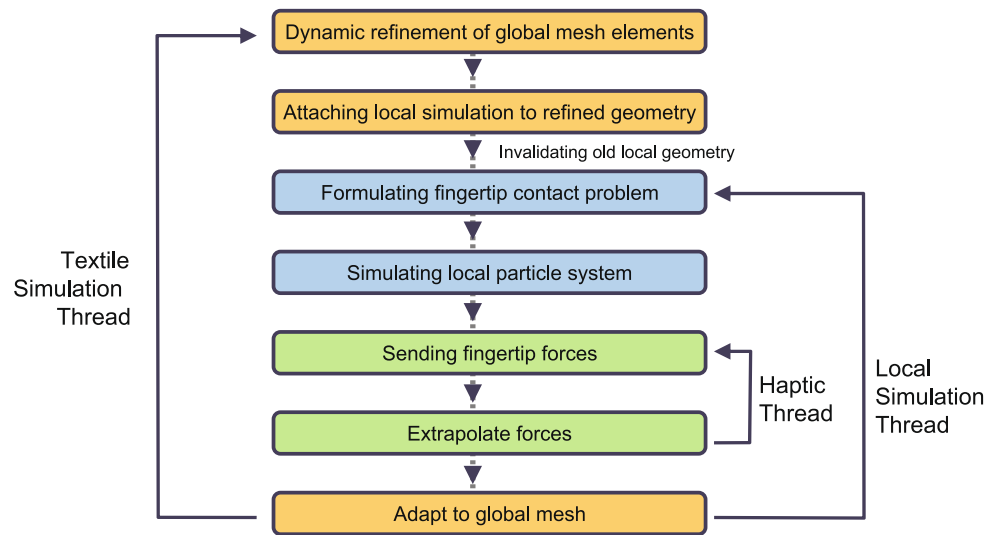 Dynamic refinement of global mesh elements
Attaching local simulation to refined geometry
Invalidating old local geometry
Formulating fingertip contact problem
Simulating local particle system
Sending fingertip forces
Extrapolate forces
Adapt to global mesh
Textile
Simulation
Thread
Haptic
Thread
Local
Simulation
Thread